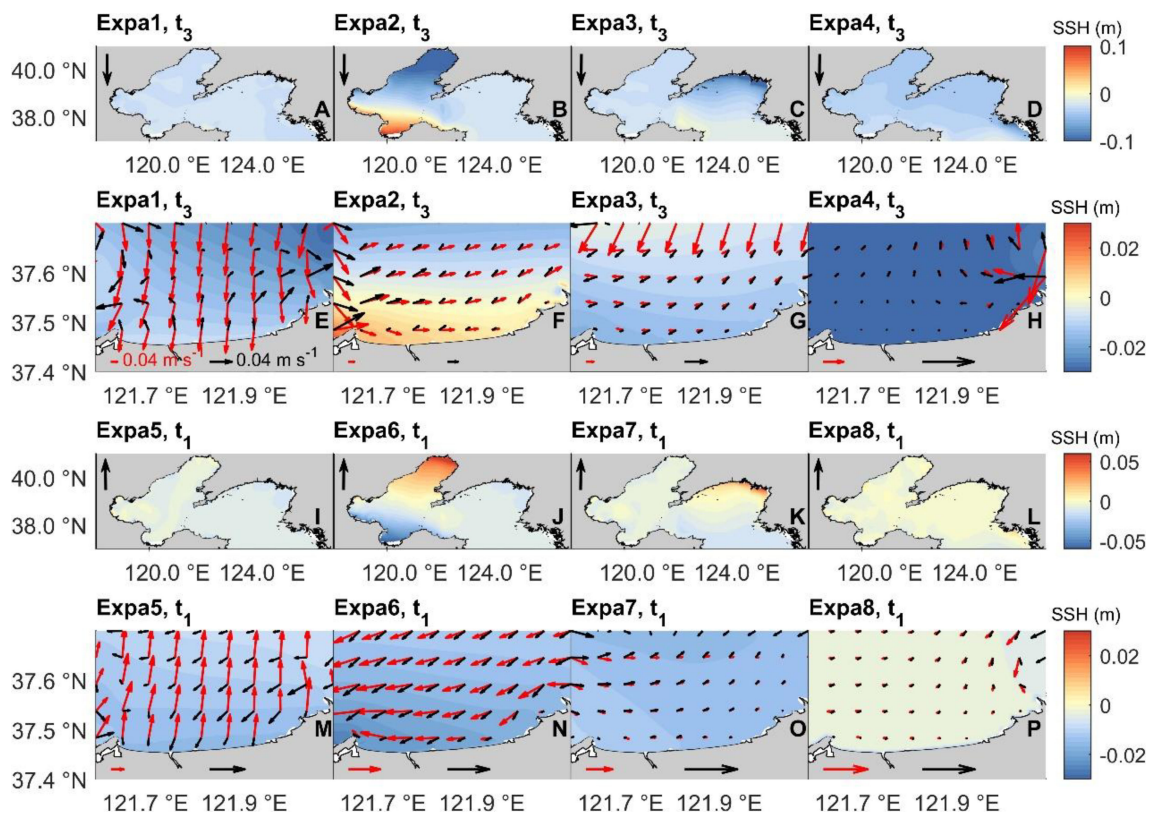 Expa1, t3 Expa2, t3 Expa3, t3 Expa4, t3 SSH (m)
40.0 °N
38.0 °N
A B C D
0.1
0
-0.1
120.0 °E 124.0 °E 120.0 °E 124.0 °E 120.0 °E 124.0 °E 120.0 °E 124.0 °E
Expa1, t3 Expa2, t3 Expa3, t3 Expa4, t3 SSH (m)
37.6 °N
37.5 °N
37.4 °N
E F G H
0.04 m s-1 0.04 m s-1
0.02
0
-0.02
121.7 °E 121.9 °E 121.7 °E 121.9 °E 121.7 °E 121.9 °E 121.7 °E 121.9 °E
Expa5, t1 Expa6, t1 Expa7, t1 Expa8, t1 SSH (m)
40.0 °N
38.0 °N
I J K L
0.05
0
-0.05
120.0 °E 124.0 °E 120.0 °E 124.0 °E 120.0 °E 124.0 °E 120.0 °E 124.0 °E
Expa5, t1 Expa6, t1 Expa7, t1 Expa8, t1 SSH (m)
37.6 °N
37.5 °N
37.4 °N
M N O P
0.02
0
-0.02
121.7 °E 121.9 °E 121.7 °E 121.9 °E 121.7 °E 121.9 °E 121.7 °E 121.9 °E